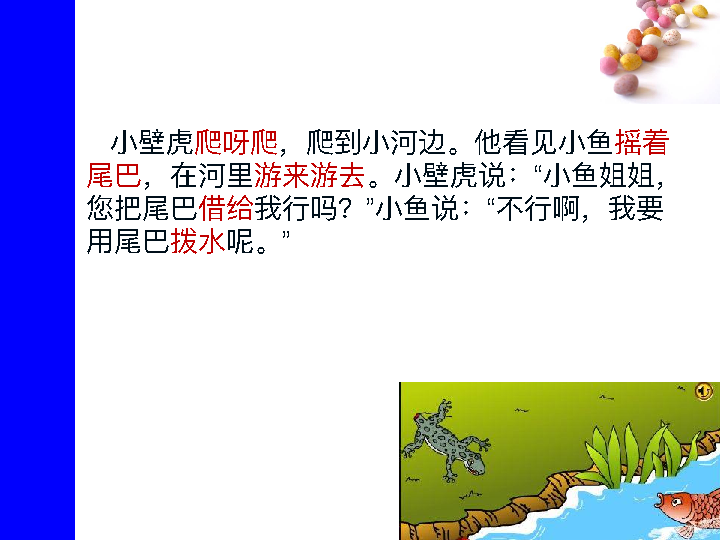 小壁虎爬呀爬，爬到小河边。他看见小鱼摇着
尾巴，在河里游来游去。小壁虎说：“小鱼姐姐，
您把尾巴借给我行吗？”小鱼说：“不行啊，我要
用尾巴拨水呢。”